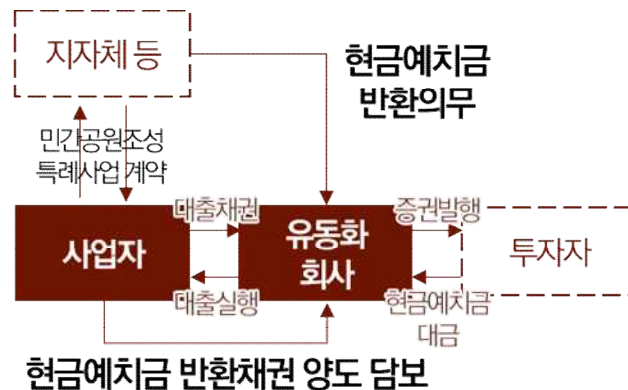 지자체 등
현금예치금
반환의무
민간공원조성
특례사업 계약
사업자
대출채권
대출실행
유동화
회사
증권발행
현금예치금
대금
투자자
현금예치금 반환채권 양도 담보